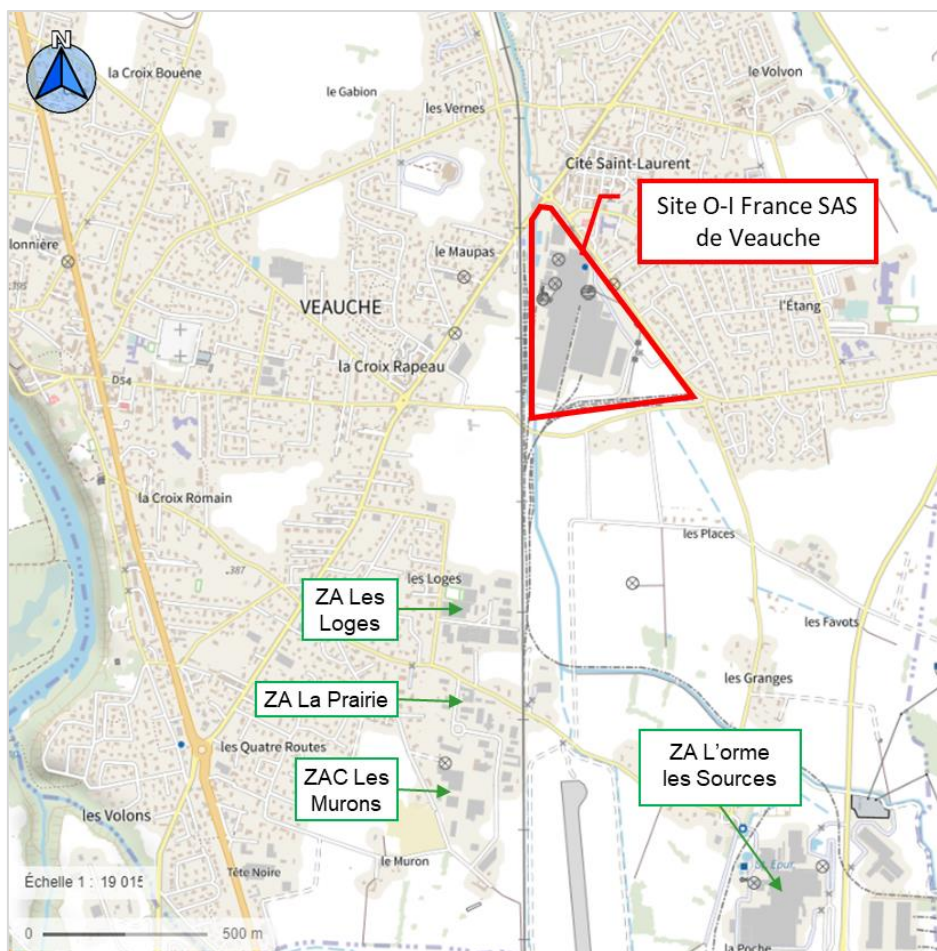 N
la Croix Bouène
le Volvon
le Gabion
les Vernes
Cité Saint-Laurent
Site O-I France SAS
de Veauche
le Maupas
lonnière
395
VEAUCHE
l'Étang
la Croix Rapeau
D54
la Croix Romain
les Places
387
les Loges
ZA Les
Loges
les Favots
les Granges
ZA La Prairie
les Quatre Routes
ZA L'orme
les Sources
ZAC Les
Murons
les Volons
le Muron
Tête Noire
St. Épur.
Échelle 1 : 19 015
0
500 m
la Poche